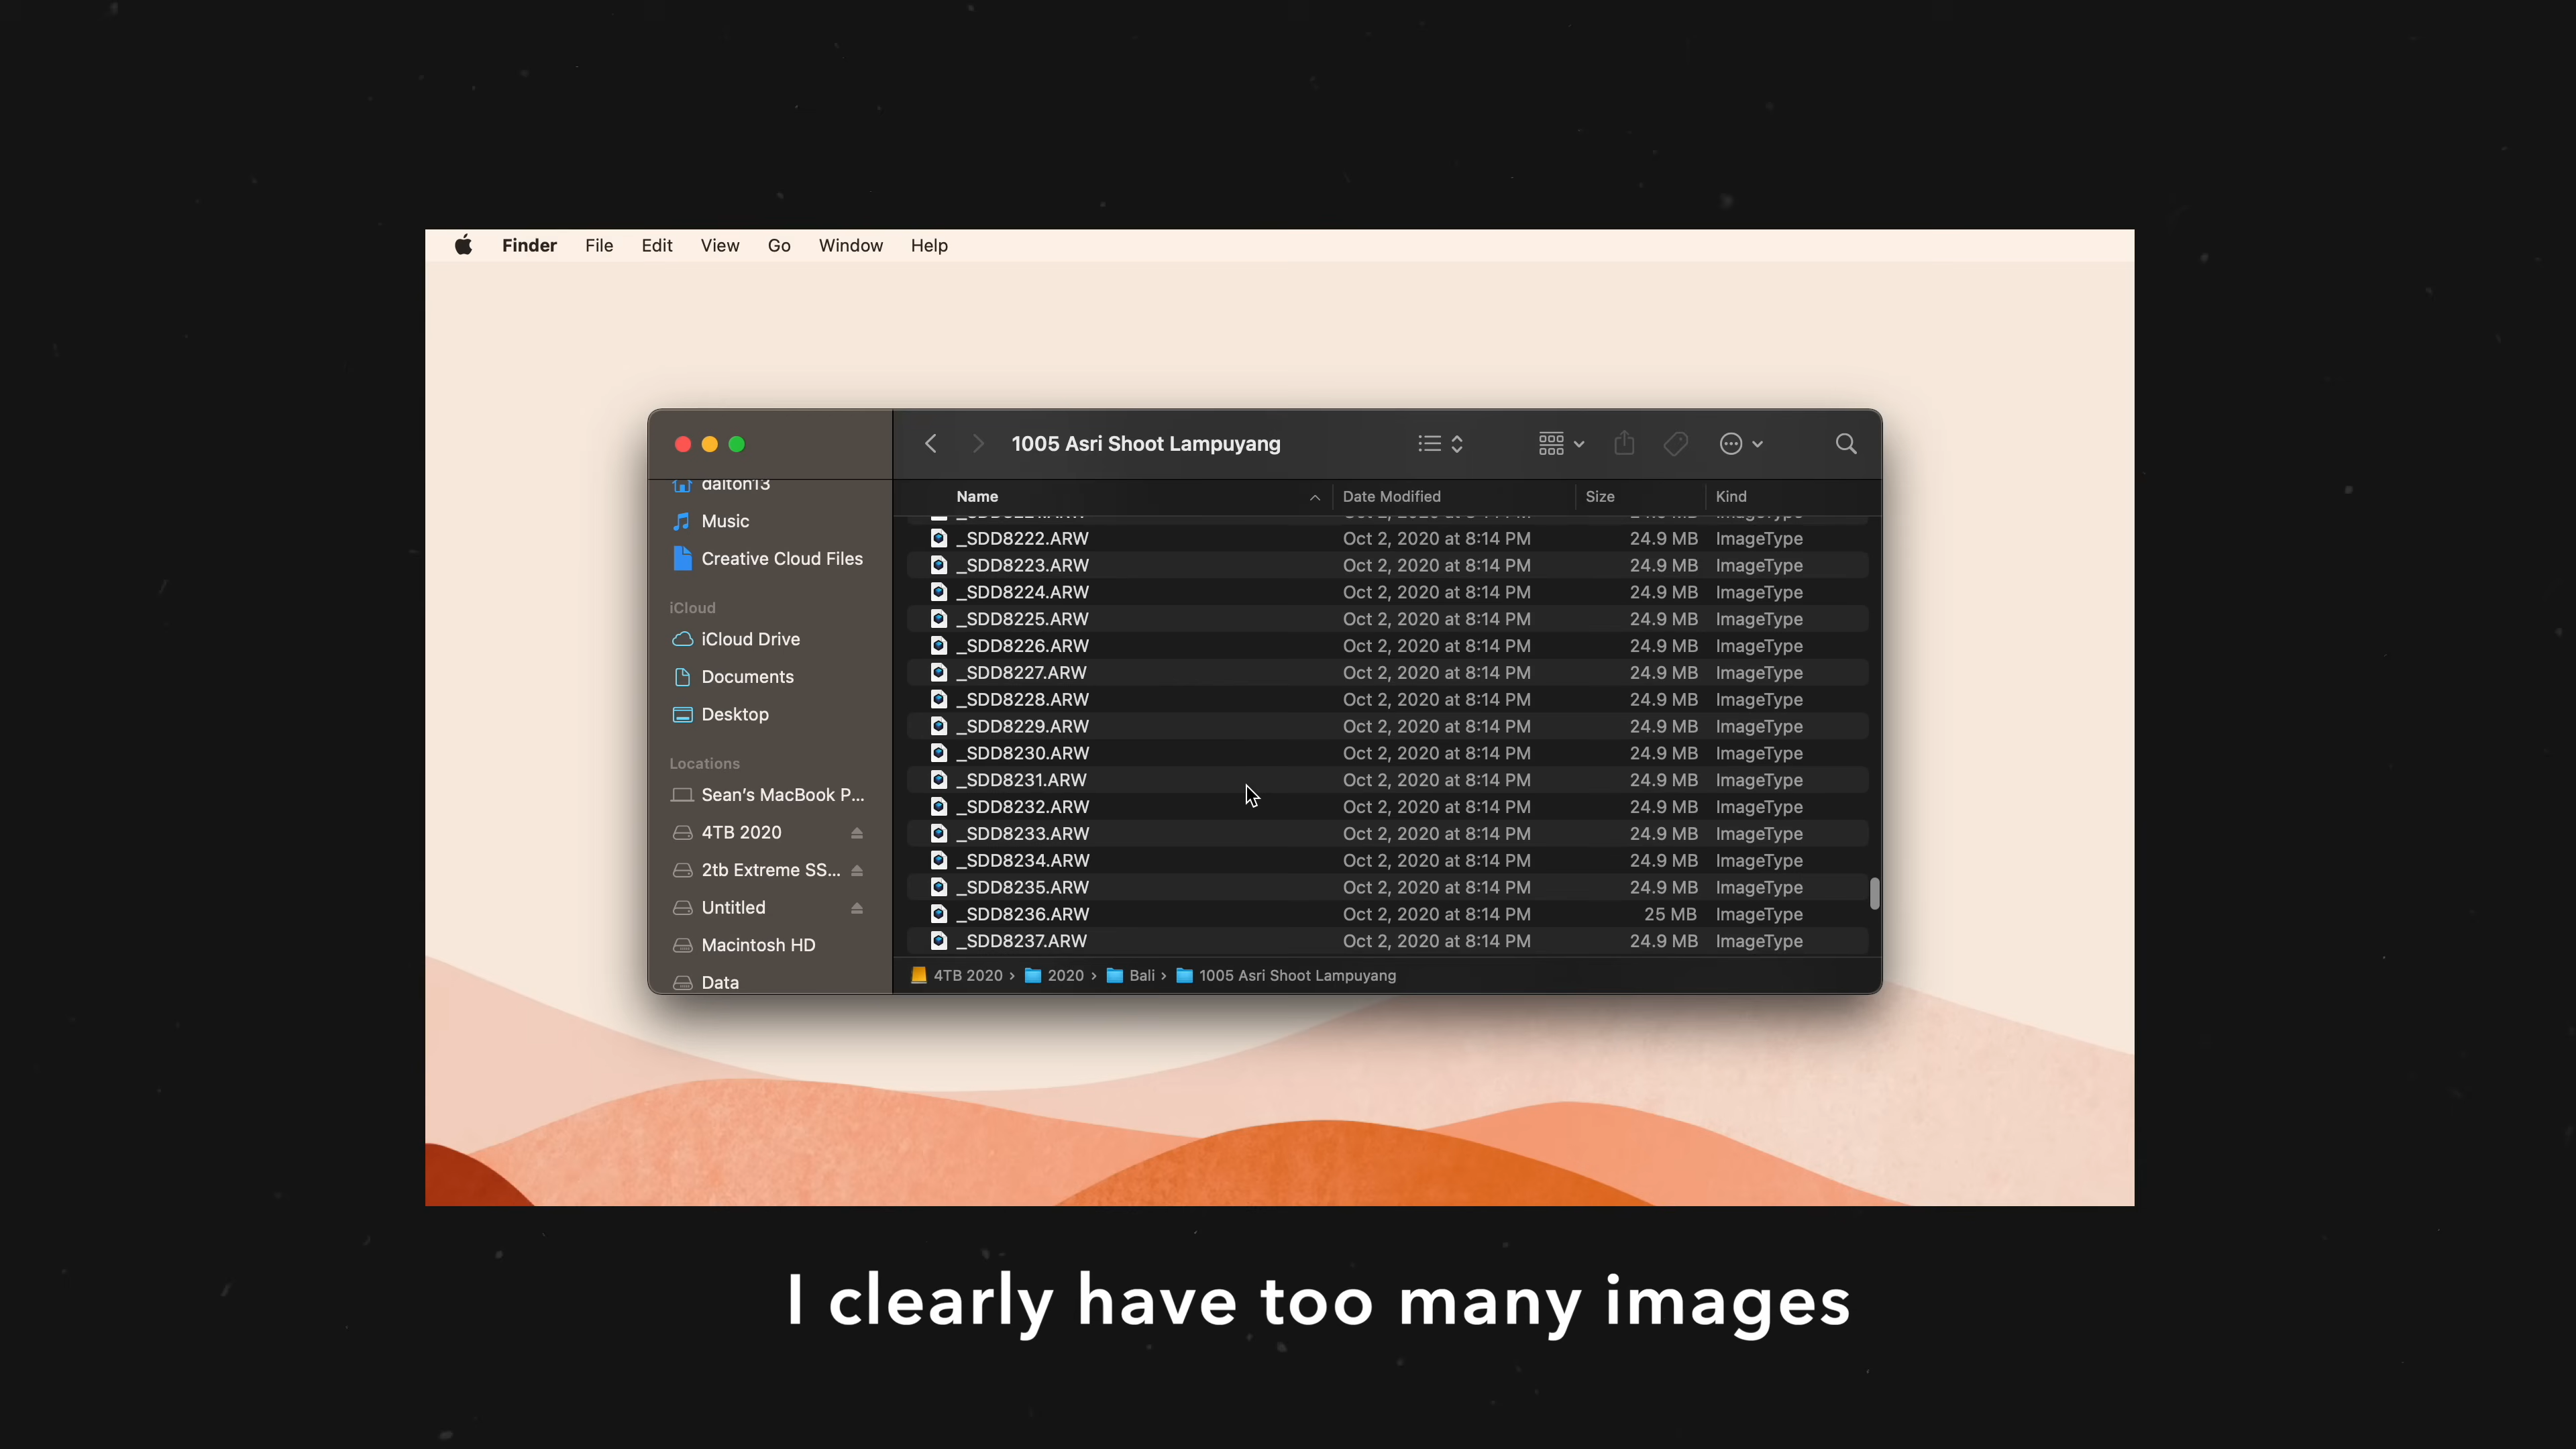 Finder File Edit View Go Window Help
1005 Asri Shoot Lampuyang
dalton13
Music
Creative Cloud Files
iCloud
iCloud Drive
Documents
Desktop
Locations
Sean's MacBook P...
4TB 2020
2tb Extreme SS...
Untitled
Macintosh HD
Data
Name Date Modified Size Kind
_SDD8222.ARW Oct 2, 2020 at 8:14 PM 24.9 MB ImageType
_SDD8223.ARW Oct 2, 2020 at 8:14 PM 24.9 MB ImageType
_SDD8224.ARW Oct 2, 2020 at 8:14 PM 24.9 MB ImageType
_SDD8225.ARW Oct 2, 2020 at 8:14 PM 24.9 MB ImageType
_SDD8226.ARW Oct 2, 2020 at 8:14 PM 24.9 MB ImageType
_SDD8227.ARW Oct 2, 2020 at 8:14 PM 24.9 MB ImageType
_SDD8228.ARW Oct 2, 2020 at 8:14 PM 24.9 MB ImageType
_SDD8229.ARW Oct 2, 2020 at 8:14 PM 24.9 MB ImageType
_SDD8230.ARW Oct 2, 2020 at 8:14 PM 24.9 MB ImageType
_SDD8231.ARW Oct 2, 2020 at 8:14 PM 24.9 MB ImageType
_SDD8232.ARW Oct 2, 2020 at 8:14 PM 24.9 MB ImageType
_SDD8233.ARW Oct 2, 2020 at 8:14 PM 24.9 MB ImageType
_SDD8234.ARW Oct 2, 2020 at 8:14 PM 24.9 MB ImageType
_SDD8235.ARW Oct 2, 2020 at 8:14 PM 24.9 MB ImageType
_SDD8236.ARW Oct 2, 2020 at 8:14 PM 25 MB ImageType
_SDD8237.ARW Oct 2, 2020 at 8:14 PM 24.9 MB ImageType
4TB 2020 › 2020 › Bali › 1005 Asri Shoot Lampuyang
I clearly have too many images